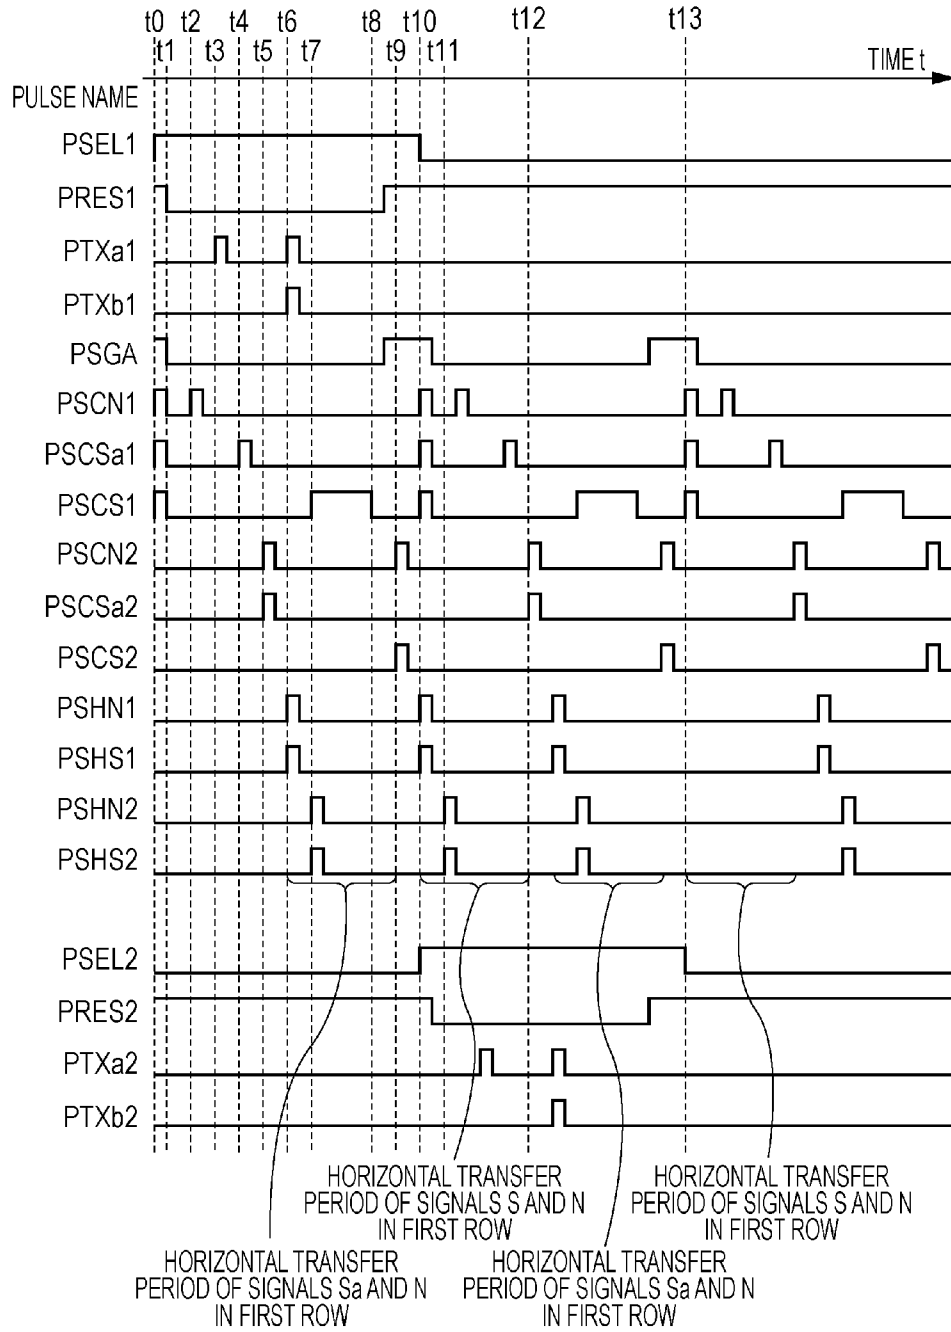 t0 t2 t4 t6 t8 t10 t12 t13
t1 t3 t5 t7 t9 t11
TIME t
PULSE NAME
PSEL1
PRES1
PTXa1
PTXb1
PSGA
PSCN1
PSCSa1
PSCS1
PSCN2
PSCSa2
PSCS2
PSHN1
PSHS1
PSHN2
PSHS2
PSEL2
PRES2
PTXa2
PTXb2
HORIZONTAL TRANSFER
PERIOD OF SIGNALS S AND N
IN FIRST ROW
HORIZONTAL TRANSFER
PERIOD OF SIGNALS S AND N
IN FIRST ROW
HORIZONTAL TRANSFER
PERIOD OF SIGNALS Sa AND N
IN FIRST ROW
HORIZONTAL TRANSFER
PERIOD OF SIGNALS Sa AND N
IN FIRST ROW